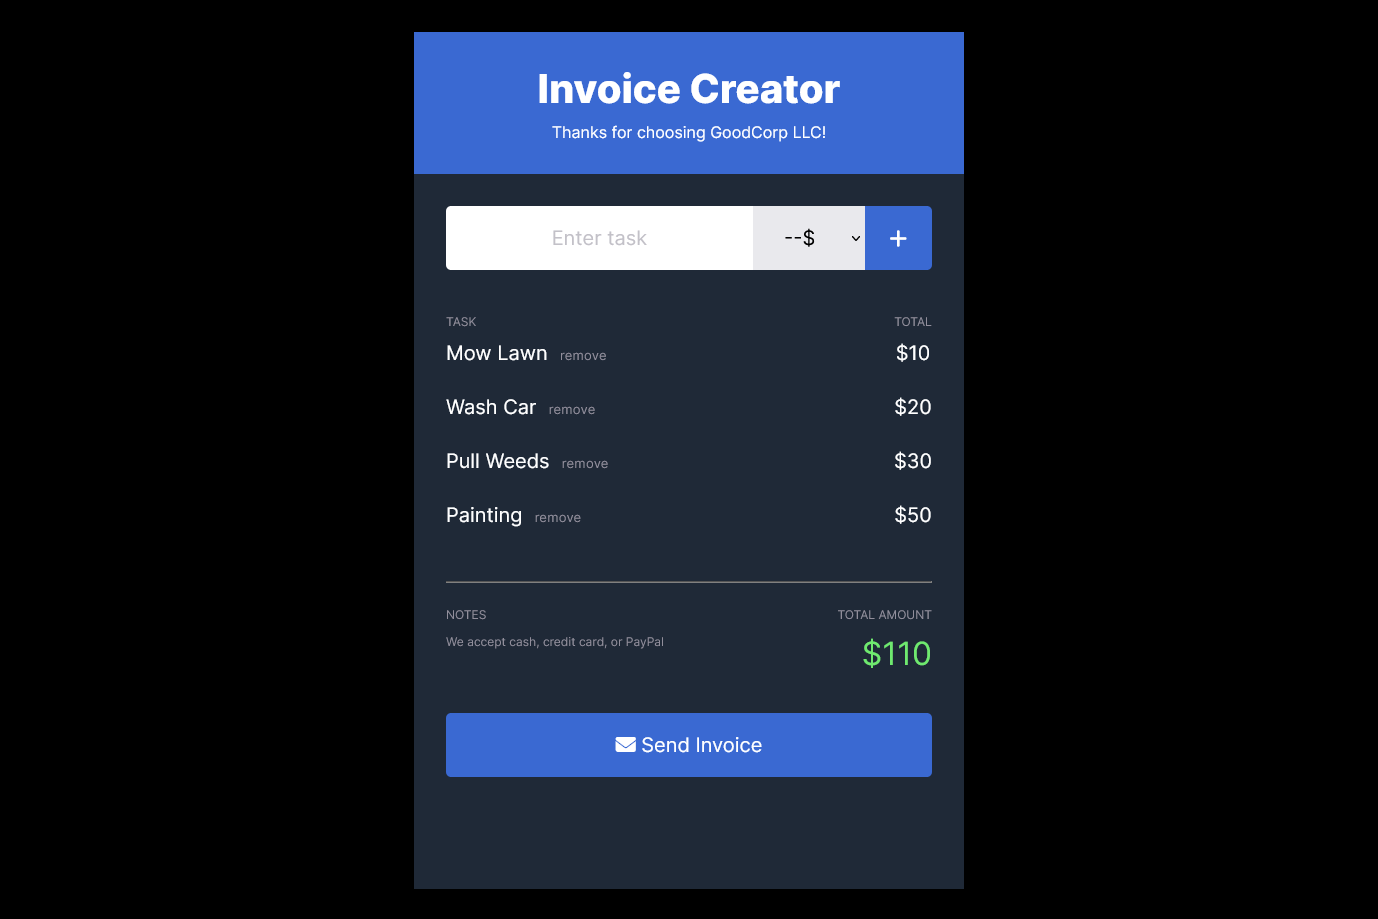 Invoice Creator
Thanks for choosing GoodCorp LLC!
Enter task --$ +
TASK TOTAL
Mow Lawn remove $10
Wash Car remove $20
Pull Weeds remove $30
Painting remove $50
NOTES TOTAL AMOUNT
We accept cash, credit card, or PayPal $110
Send Invoice